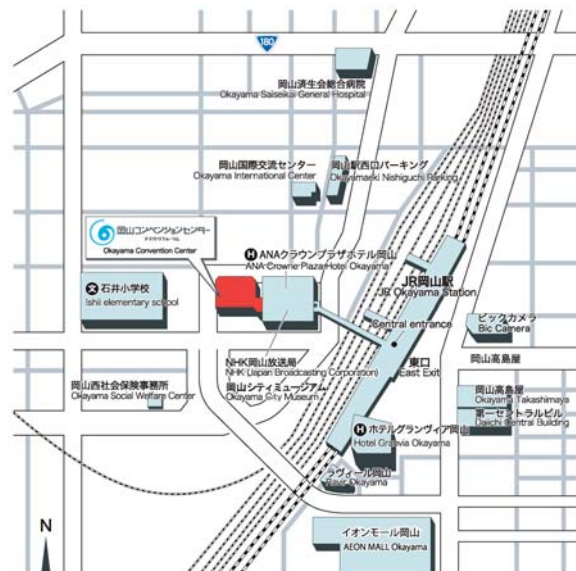 180
岡山済生会総合病院
Okayama Saiseikai General Hospital
岡山国際交流センター
Okayama International Center
岡山駅西口パーキング
Okayamaeki Nishiguchi Parking
岡山コンベンションセンター
Okayama Convention Center
H ANAクラウンプラザホテル岡山
ANA Crowne Plaza Hotel Okayama
文 石井小学校
Ishii elementary school
JR岡山駅
JR Okayama Station
Central entrance
ビックカメラ
Bic Camera
NHK岡山放送局
NHK (Japan Broadcasting Corporation)
岡山シティミュージアム
Okayama City Museum
東口
East Exit
岡山高島屋
岡山西社会保険事務所
Okayama Social Welfare Center
岡山高島屋
Okayama Takashimaya
第一セントラルビル
Daiichi Central Building
H ホテルグランヴィア岡山
Hotel Granvia Okayama
ラヴィール岡山
Okayama
イオンモール岡山
AEON MALL Okayama
N